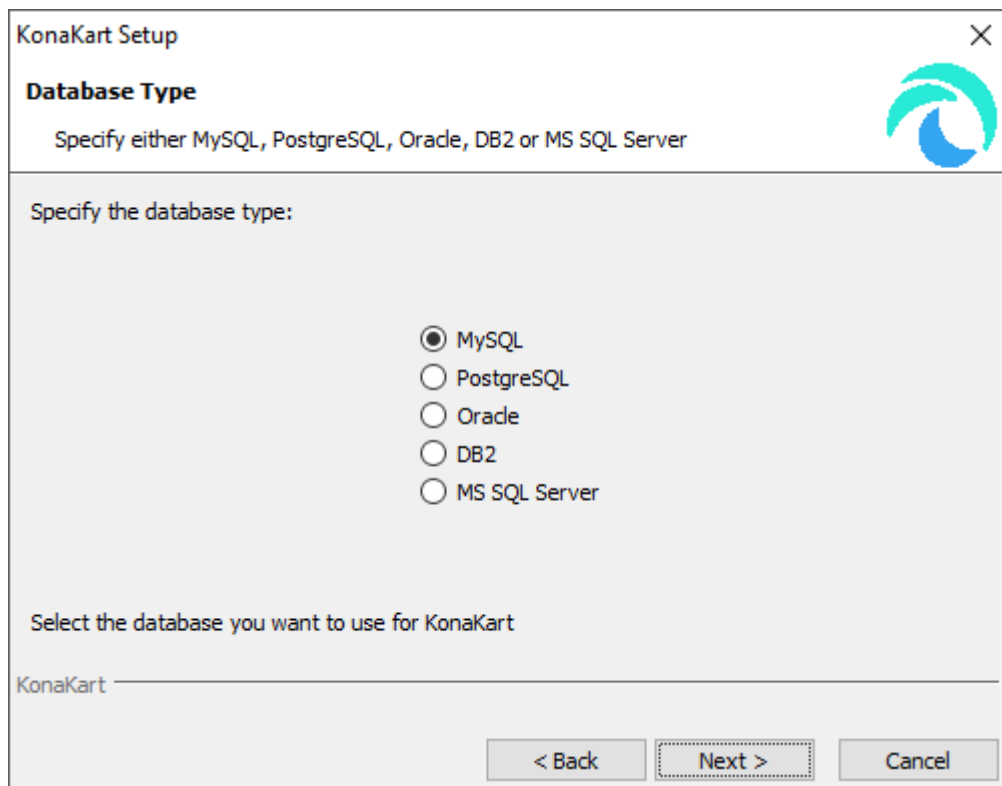 KonaKart Setup
Database Type
Specify either MySQL, PostgreSQL, Oracle, DB2 or MS SQL Server
Specify the database type:
MySQL
PostgreSQL
Oracle
DB2
MS SQL Server
Select the database you want to use for KonaKart
KonaKart
< Back Next > Cancel